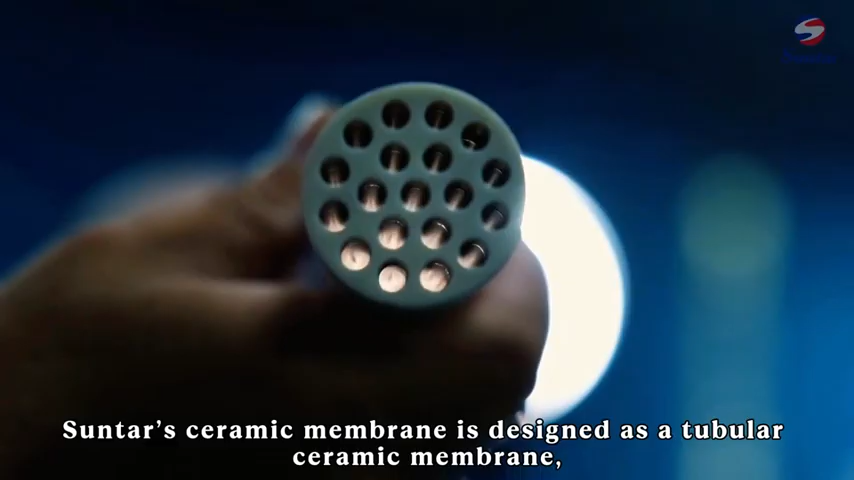 Suntar's ceramic membrane is designed as a tubular
ceramic membrane,